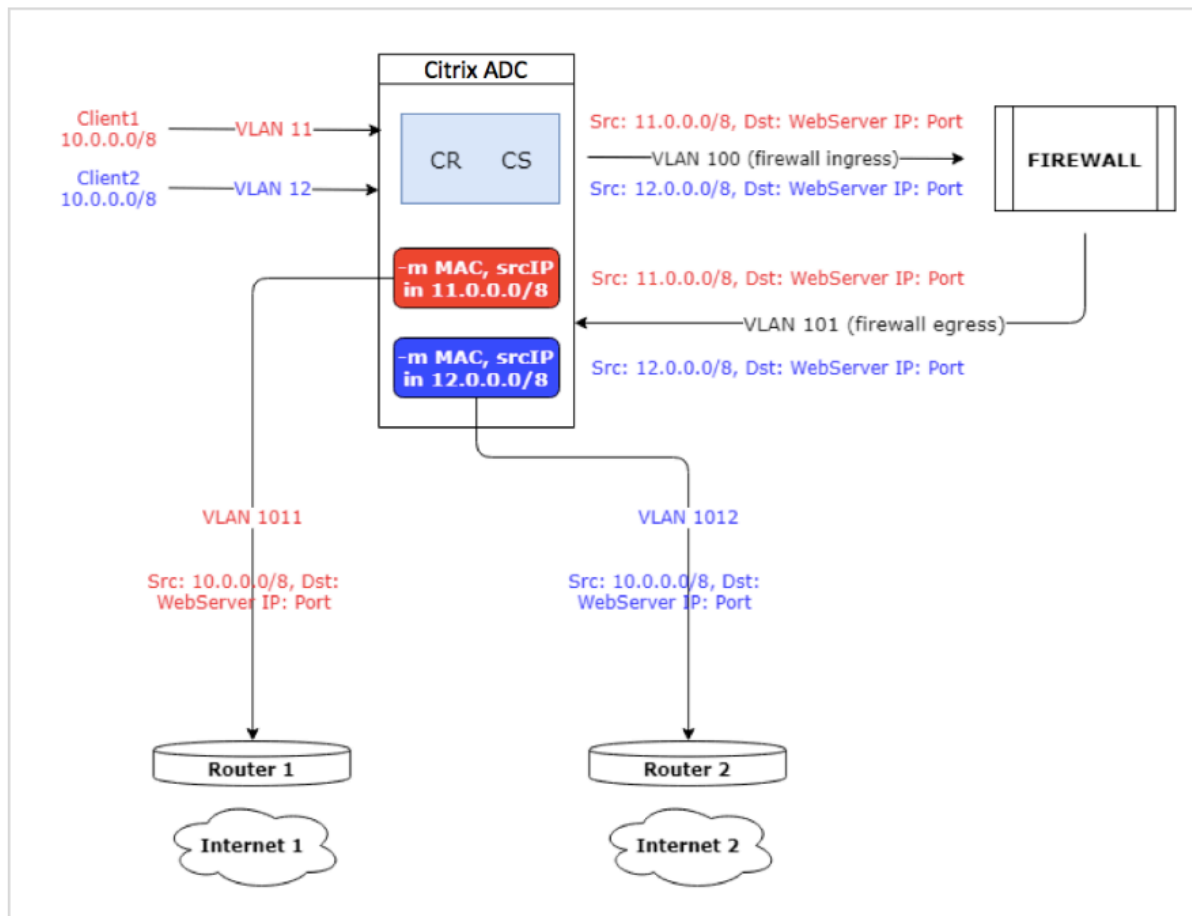 Citrix ADC
Client1
10.0.0.0/8
VLAN 11
Client2
10.0.0.0/8
VLAN 12
CR CS
Src: 11.0.0.0/8, Dst: WebServer IP: Port
VLAN 100 (firewall ingress)
Src: 12.0.0.0/8, Dst: WebServer IP: Port
FIREWALL
-m MAC, srcIP
in 11.0.0.0/8
Src: 11.0.0.0/8, Dst: WebServer IP: Port
VLAN 101 (firewall egress)
-m MAC, srcIP
in 12.0.0.0/8
Src: 12.0.0.0/8, Dst: WebServer IP: Port
VLAN 1011
Src: 10.0.0.0/8, Dst:
WebServer IP: Port
VLAN 1012
Src: 10.0.0.0/8, Dst:
WebServer IP: Port
Router 1
Router 2
Internet 1
Internet 2